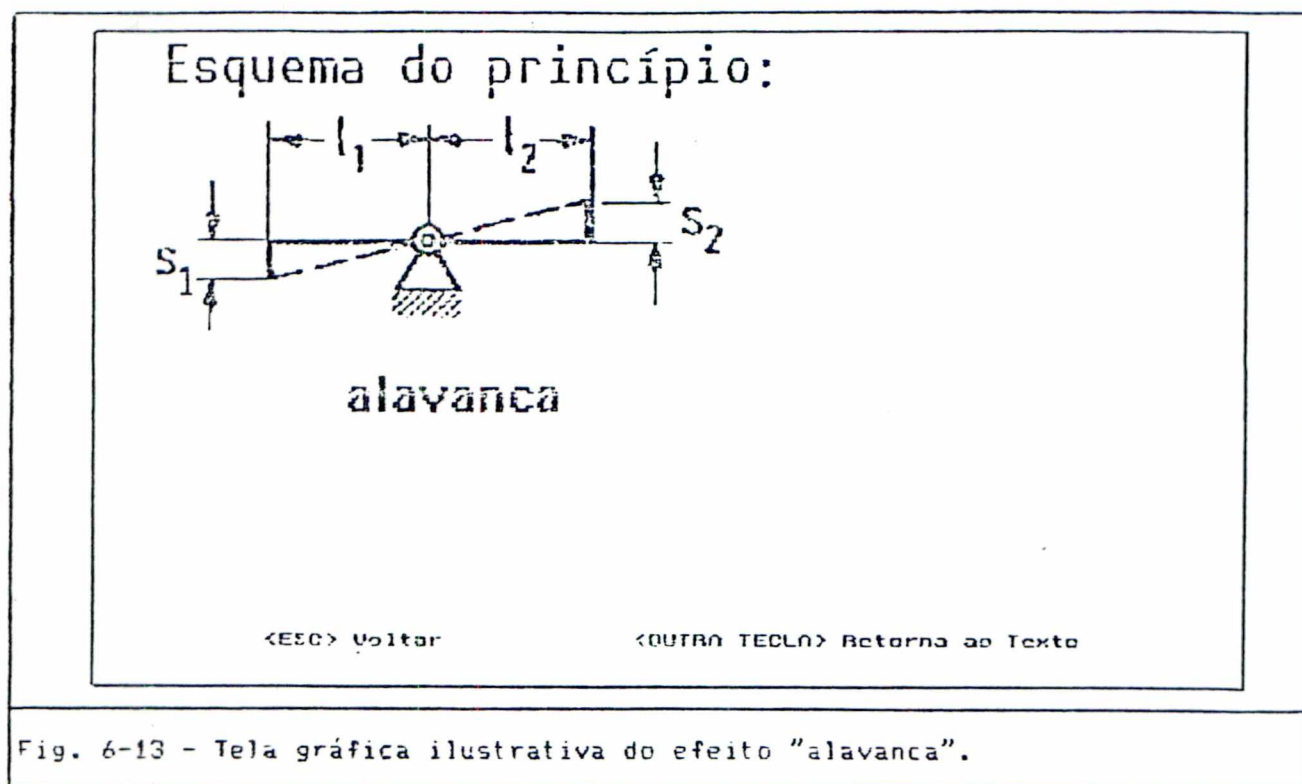 Esquema do princípio:
l₁ l₂
S₁ S₂
alavanca
<ESC> Voltar <OUTRA TECLA> Retorna ao Texto
Fig. 6-13 - Tela gráfica ilustrativa do efeito "alavanca".